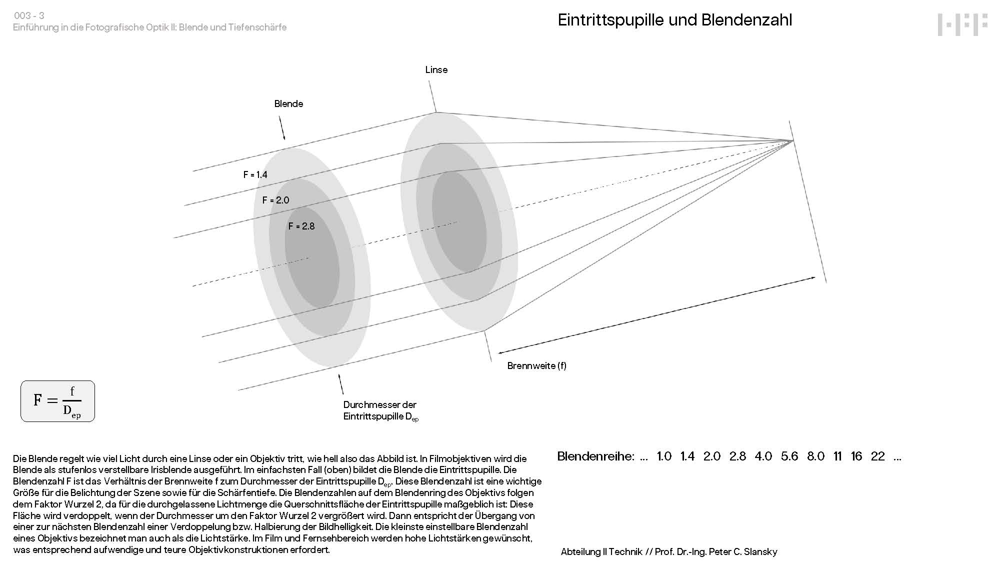 003 - 3
Einführung in die Fotografische Optik II: Blende und Tiefenschärfe
Eintrittspupille und Blendenzahl
HFF
Linse
Blende
F = 1.4
F = 2.0
F = 2.8
Brennweite (f)
F = f / D_ep
Durchmesser der
Eintrittspupille D_ep
Die Blende regelt wie viel Licht durch eine Linse oder ein Objektiv tritt, wie hell also das Abbild ist. In Filmobjektiven wird die
Blende als stufenlos verstellbare Irisblende ausgeführt. Im einfachsten Fall (oben) bildet die Blende die Eintrittspupille. Die
Blendenzahl F ist das Verhältnis der Brennweite f zum Durchmesser der Eintrittspupille D_ep. Diese Blendenzahl ist eine wichtige
Größe für die Belichtung der Szene sowie für die Schärfentiefe. Die Blendenzahlen auf dem Blendenring des Objektivs folgen
dem Faktor Wurzel 2, da für die durchgelassene Lichtmenge die Querschnittsfläche der Eintrittspupille maßgeblich ist: Diese
Fläche wird verdoppelt, wenn der Durchmesser um den Faktor Wurzel 2 vergrößert wird. Dann entspricht der Übergang von
einer zur nächsten Blendenzahl einer Verdoppelung bzw. Halbierung der Bildhelligkeit. Die kleinste einstellbare Blendenzahl
eines Objektivs bezeichnet man auch als die Lichtstärke. Im Film und Fernsehbereich werden hohe Lichtstärken gewünscht,
was entsprechend aufwendige und teure Objektivkonstruktionen erfordert.
Blendenreihe: ... 1.0 1.4 2.0 2.8 4.0 5.6 8.0 11 16 22 ...
Abteilung II Technik // Prof. Dr.-Ing. Peter C. Slansky